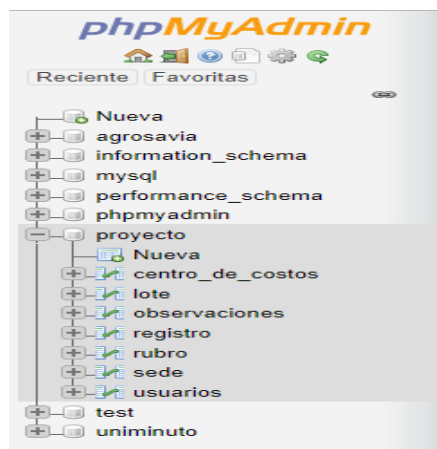 phpMyAdmin
Reciente Favoritas
Nueva
agrosavia
information_schema
mysql
performance_schema
phpmyadmin
proyecto
Nueva
centro_de_costos
lote
observaciones
registro
rubro
sede
usuarios
test
uniminuto